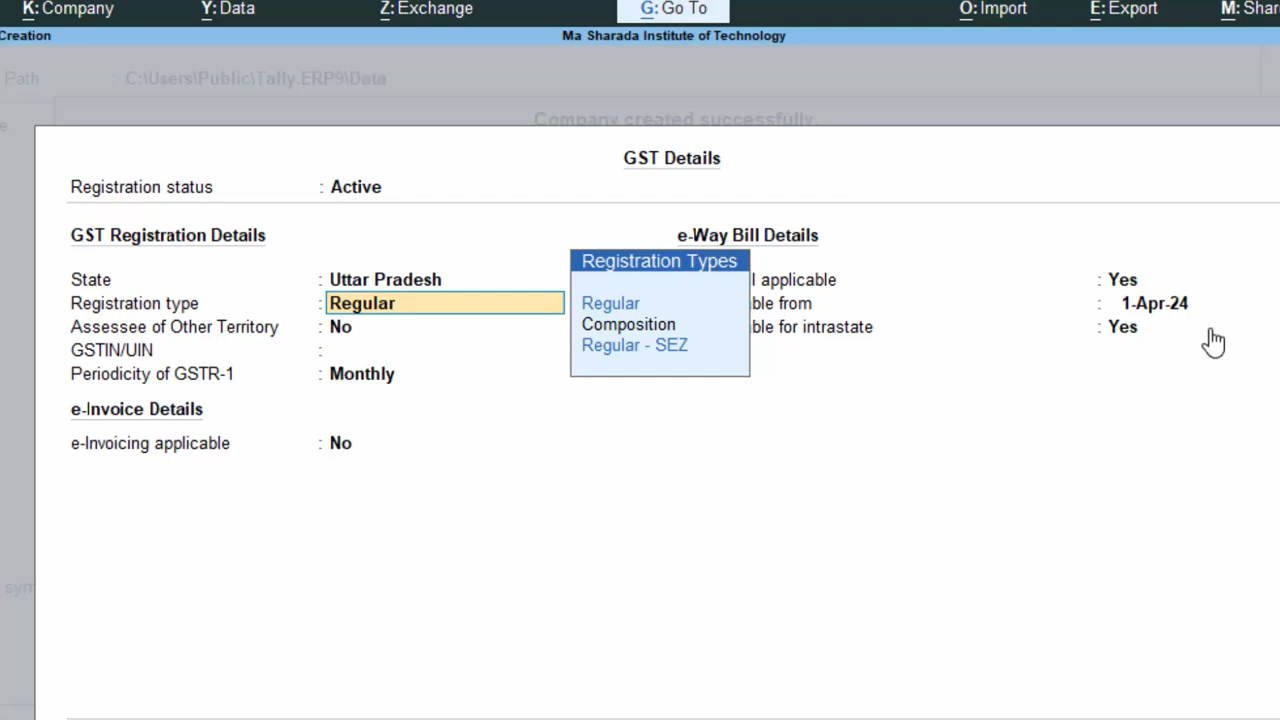 K: Company Y: Data Z: Exchange G: Go To O: Import E: Export M: Shar
Creation Ma Sharada Institute of Technology
Path : C:\Users\Public\Tally.ERP9\Data
Company created successfully.
GST Details
Registration status : Active
GST Registration Details e-Way Bill Details
Registration Types
State : Uttar Pradesh l applicable : Yes
Registration type : Regular Regular ble from : 1-Apr-24
Composition
Assessee of Other Territory : No ble for intrastate : Yes
Regular - SEZ
GSTIN/UIN :
Periodicity of GSTR-1 : Monthly
e-Invoice Details
e-Invoicing applicable : No